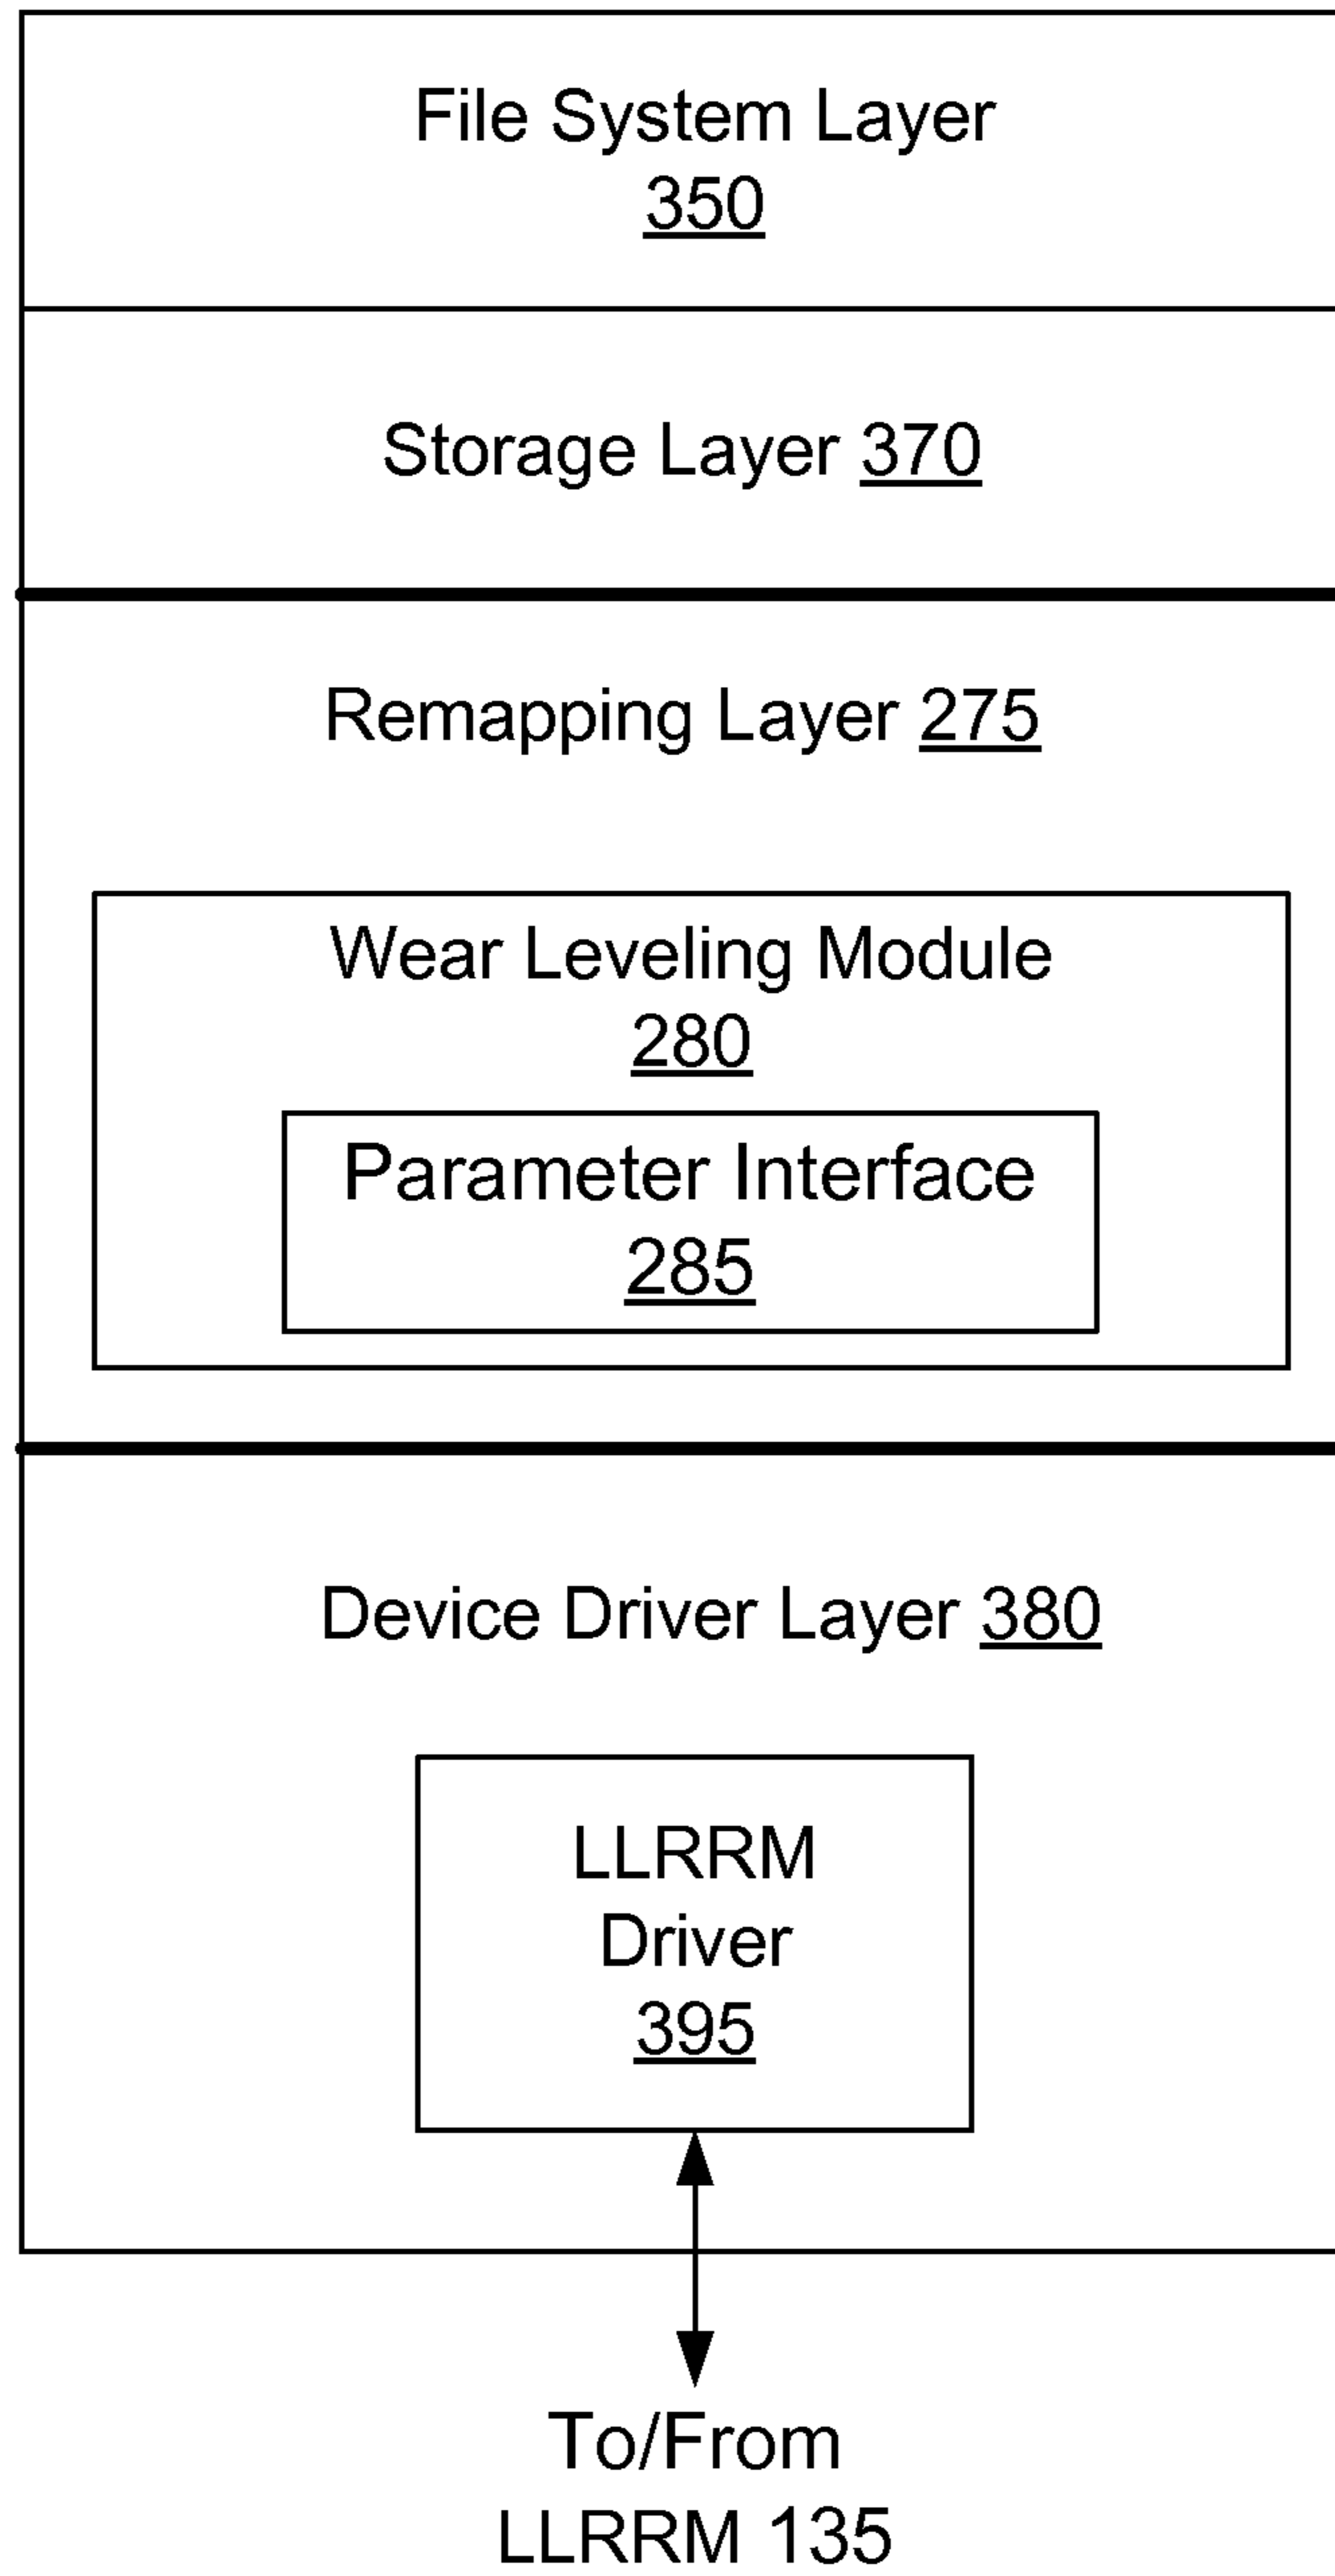 File System Layer
350
Storage Layer 370
Remapping Layer 275
Wear Leveling Module
280
Parameter Interface
285
Device Driver Layer 380
LLRRM
Driver
395
To/From
LLRRM 135